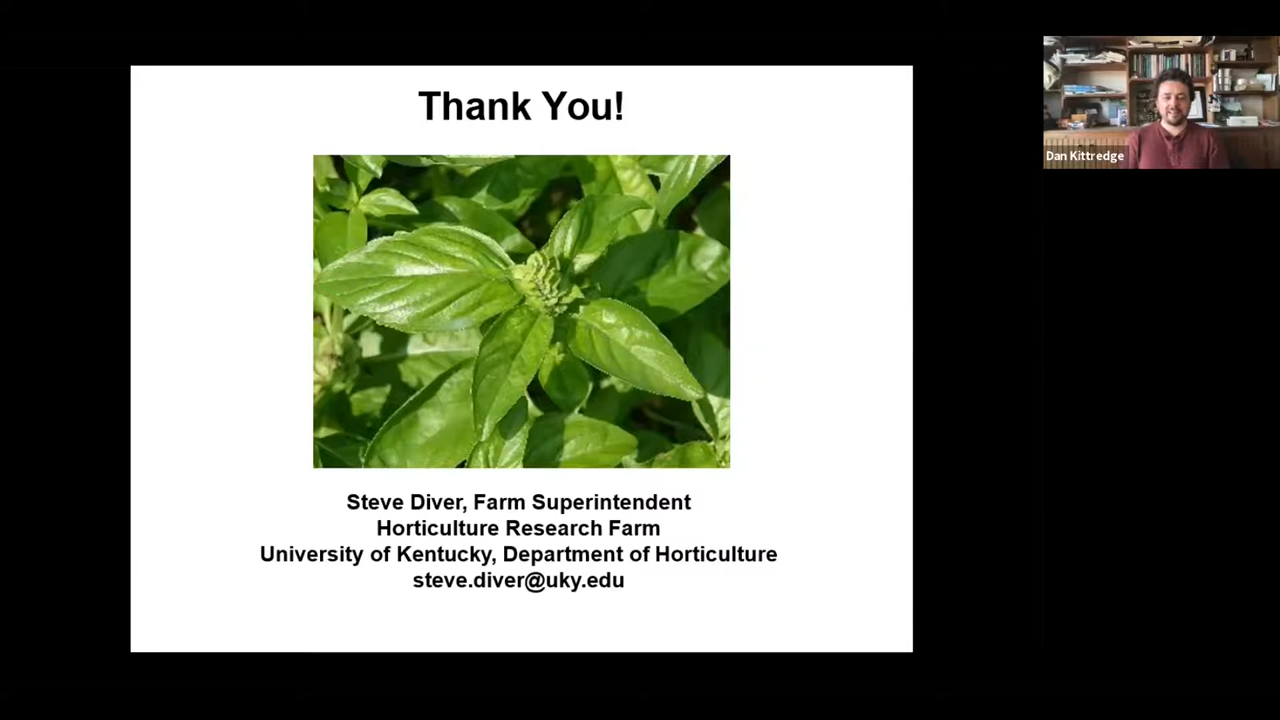 Thank You!
Steve Diver, Farm Superintendent
Horticulture Research Farm
University of Kentucky, Department of Horticulture
steve.diver@uky.edu
Dan Kittredge